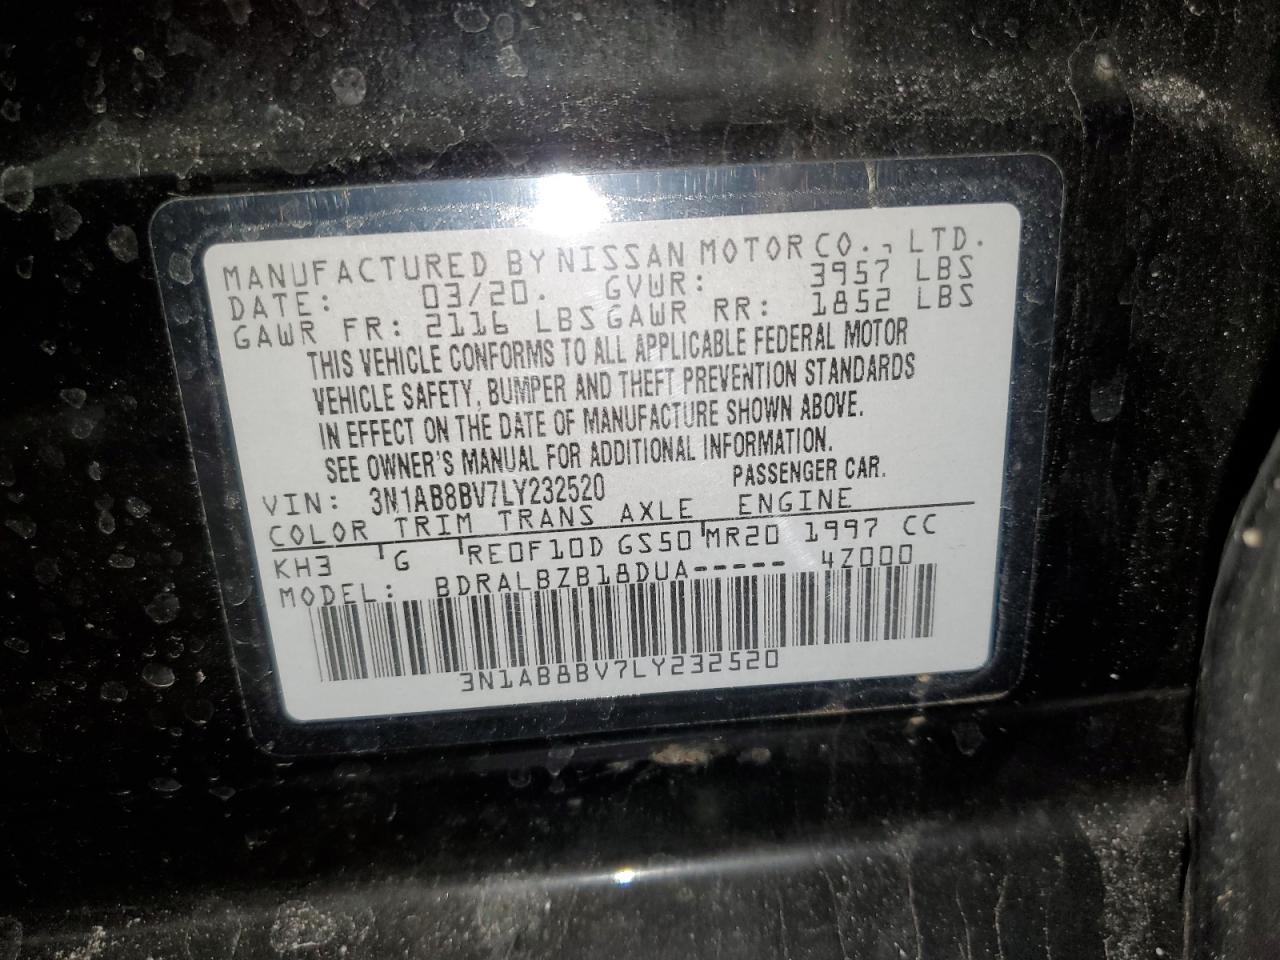 MANUFACTURED BY NISSAN MOTOR CO., LTD.
DATE: 03/20. GVWR: 3957 LBS
GAWR FR: 2116 LBS GAWR RR: 1852 LBS
THIS VEHICLE CONFORMS TO ALL APPLICABLE FEDERAL MOTOR
VEHICLE SAFETY, BUMPER AND THEFT PREVENTION STANDARDS
IN EFFECT ON THE DATE OF MANUFACTURE SHOWN ABOVE.
SEE OWNER'S MANUAL FOR ADDITIONAL INFORMATION.
VIN: 3N1AB8BV7LY232520 PASSENGER CAR.
COLOR TRIM TRANS AXLE ENGINE
KH3 G RE0F10D GS50 MR20 1997 CC
MODEL: BDRALBZB18DUA----- 4Z000
3N1AB8BV7LY232520